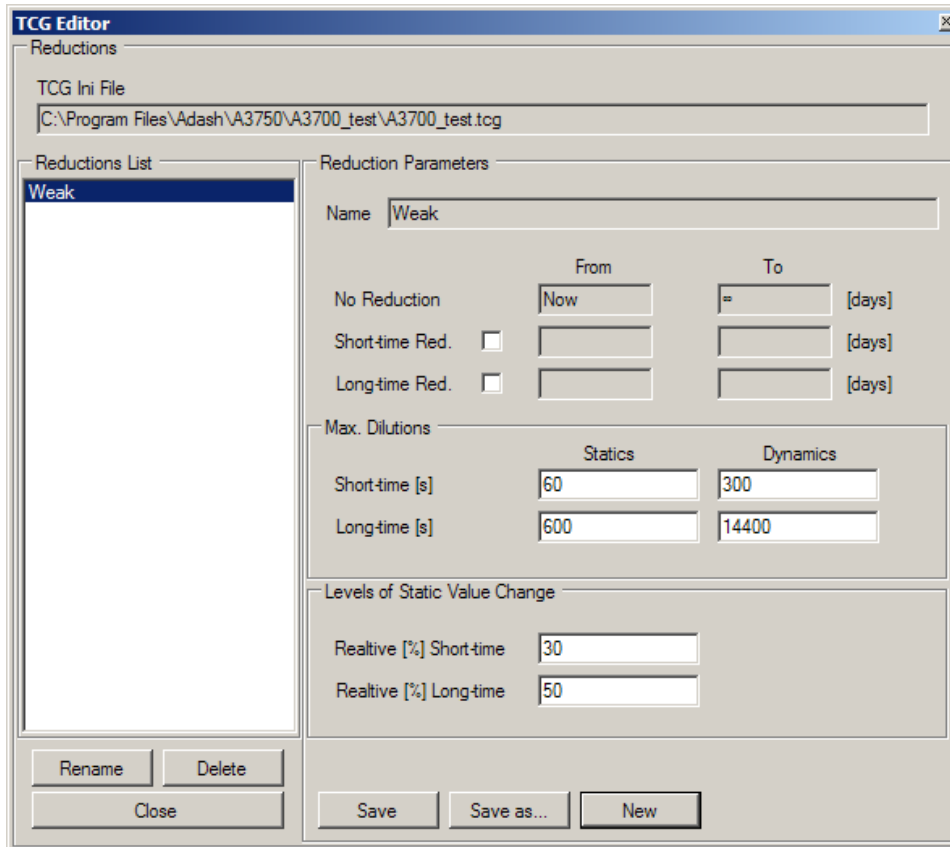 TCG Editor
Reductions
TCG Ini File
C:\Program Files\Adash\A3750\A3700_test\A3700_test.tcg
Reductions List
Weak
Rename Delete
Close
Reduction Parameters
Name Weak
From To
No Reduction Now ∞ [days]
Short-time Red. [days]
Long-time Red. [days]
Max. Dilutions
Statics Dynamics
Short-time [s] 60 300
Long-time [s] 600 14400
Levels of Static Value Change
Realtive [%] Short-time 30
Realtive [%] Long-time 50
Save Save as... New